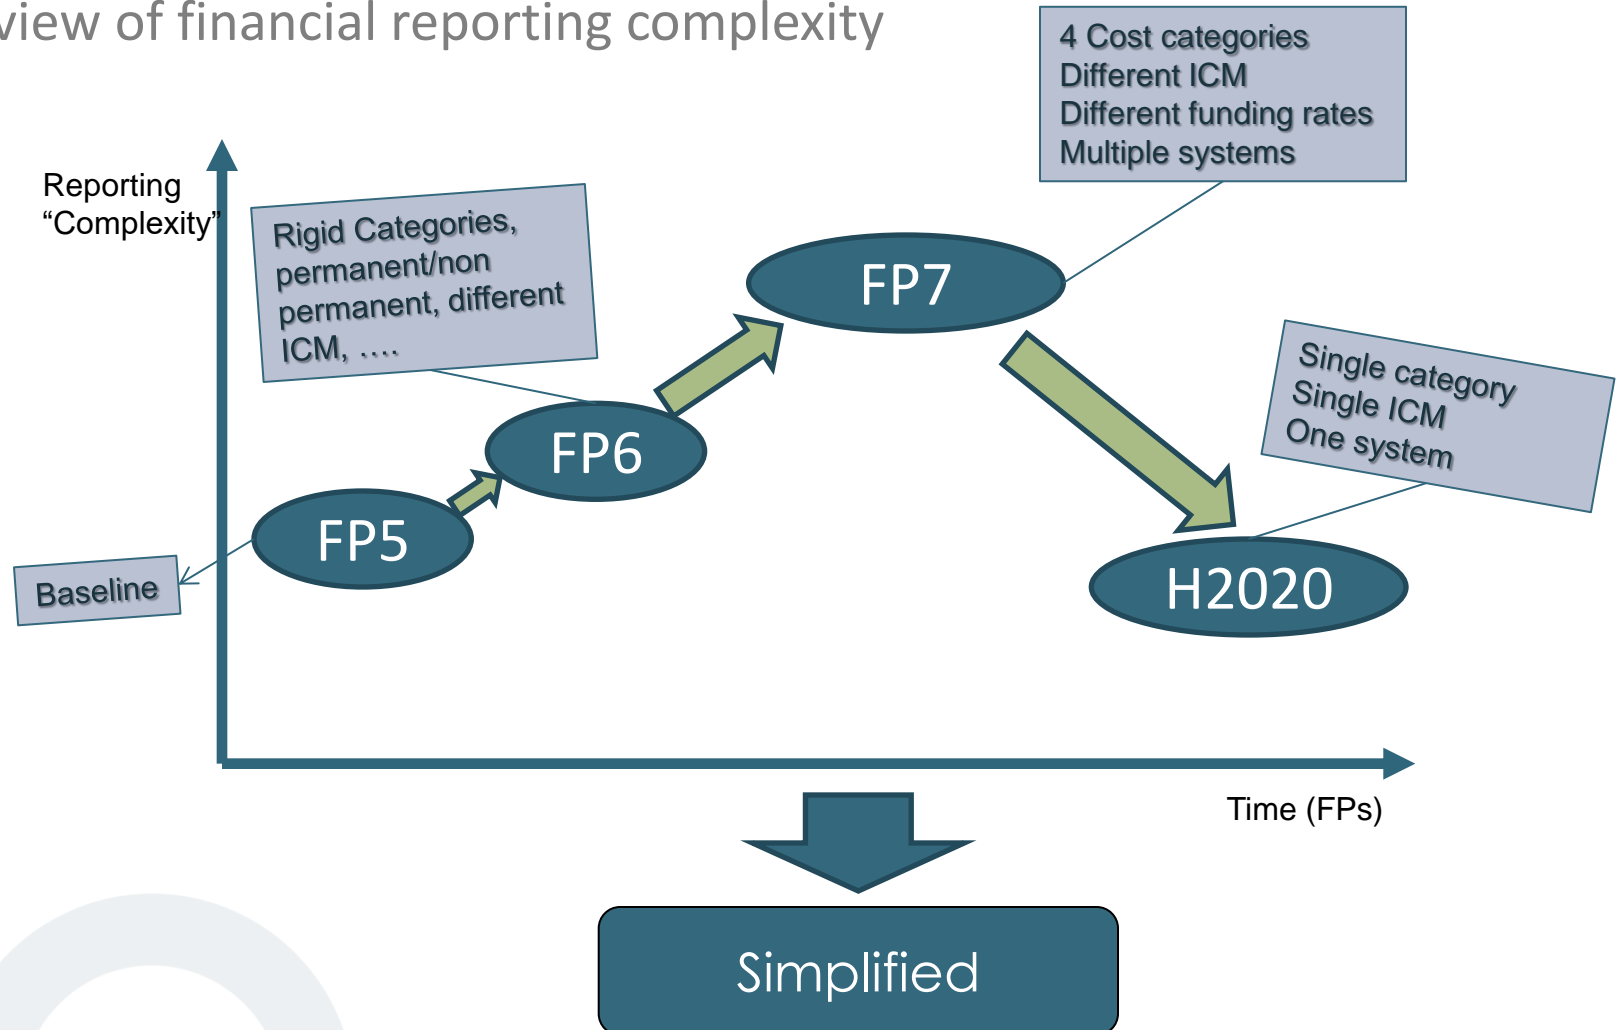 view of financial reporting complexity
4 Cost categories
Different ICM
Different funding rates
Multiple systems
Reporting
“Complexity”
Rigid Categories,
permanent/non
permanent, different
ICM, ….
FP7
Single category
Single ICM
One system
FP6
FP5
Baseline
H2020
Time (FPs)
Simplified